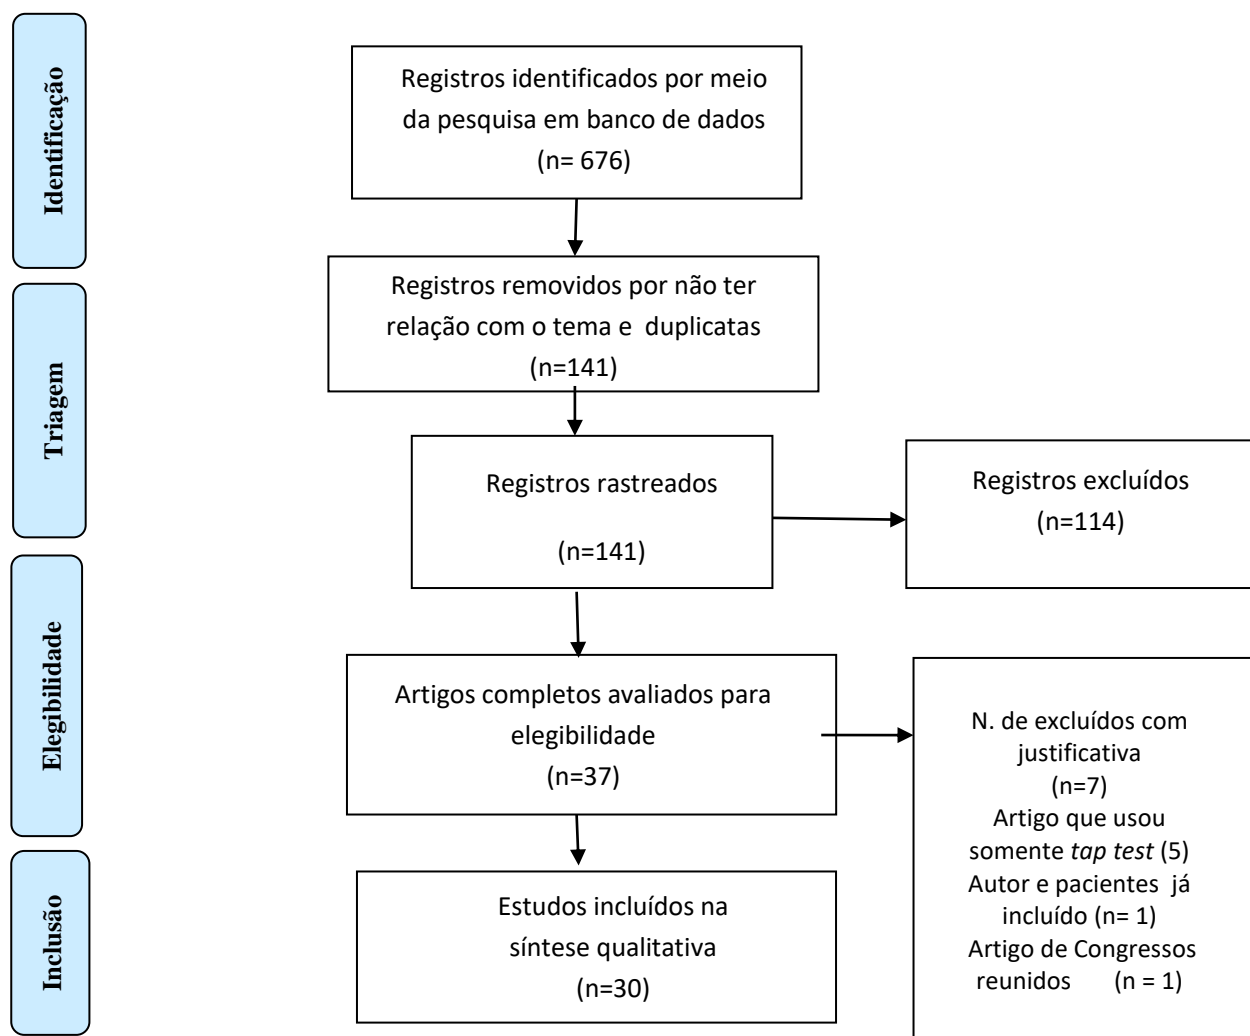 Identificação
Registros identificados por meio
da pesquisa em banco de dados
(n= 676)
Triagem
Registros removidos por não ter
relação com o tema e  duplicatas
(n=141)
Registros rastreados
(n=141)
Registros excluídos
(n=114)
Elegibilidade
Artigos completos avaliados para
elegibilidade
(n=37)
N. de excluídos com
justificativa
(n=7)
Artigo que usou
somente tap test (5)
Autor e pacientes  já
incluído (n= 1)
Artigo de Congressos
reunidos      (n = 1)
Inclusão
Estudos incluídos na
síntese qualitativa
(n=30)